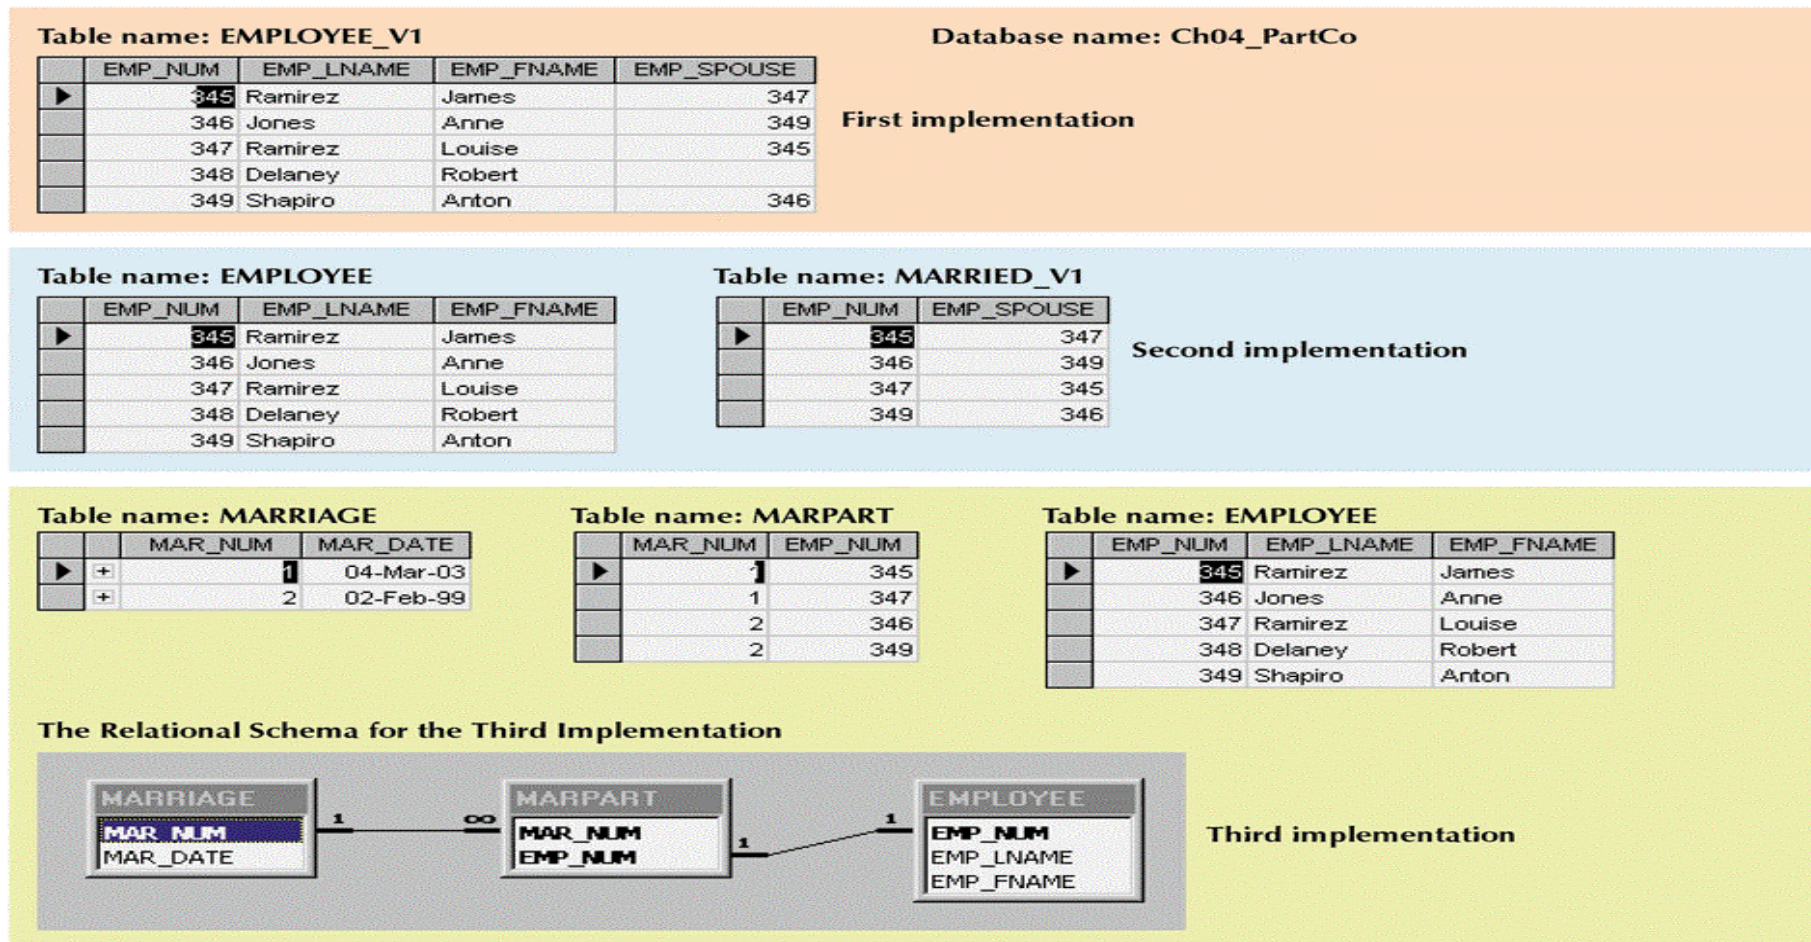 Table name: EMPLOYEE_V1
Database name: Ch04_PartCo
EMP_NUM EMP_LNAME EMP_FNAME EMP_SPOUSE
345 Ramirez James 347
346 Jones Anne 349
347 Ramirez Louise 345
348 Delaney Robert
349 Shapiro Anton 346
First implementation
Table name: EMPLOYEE
EMP_NUM EMP_LNAME EMP_FNAME
345 Ramirez James
346 Jones Anne
347 Ramirez Louise
348 Delaney Robert
349 Shapiro Anton
Table name: MARRIED_V1
EMP_NUM EMP_SPOUSE
345 347
346 349
347 345
349 346
Second implementation
Table name: MARRIAGE
MAR_NUM MAR_DATE
+ 1 04-Mar-03
+ 2 02-Feb-99
Table name: MARPART
MAR_NUM EMP_NUM
1 345
1 347
2 346
2 349
Table name: EMPLOYEE
EMP_NUM EMP_LNAME EMP_FNAME
345 Ramirez James
346 Jones Anne
347 Ramirez Louise
348 Delaney Robert
349 Shapiro Anton
The Relational Schema for the Third Implementation
MARRIAGE
MAR_NUM
MAR_DATE
1 ∞
MARPART
MAR_NUM
EMP_NUM
1 1
EMPLOYEE
EMP_NUM
EMP_LNAME
EMP_FNAME
Third implementation